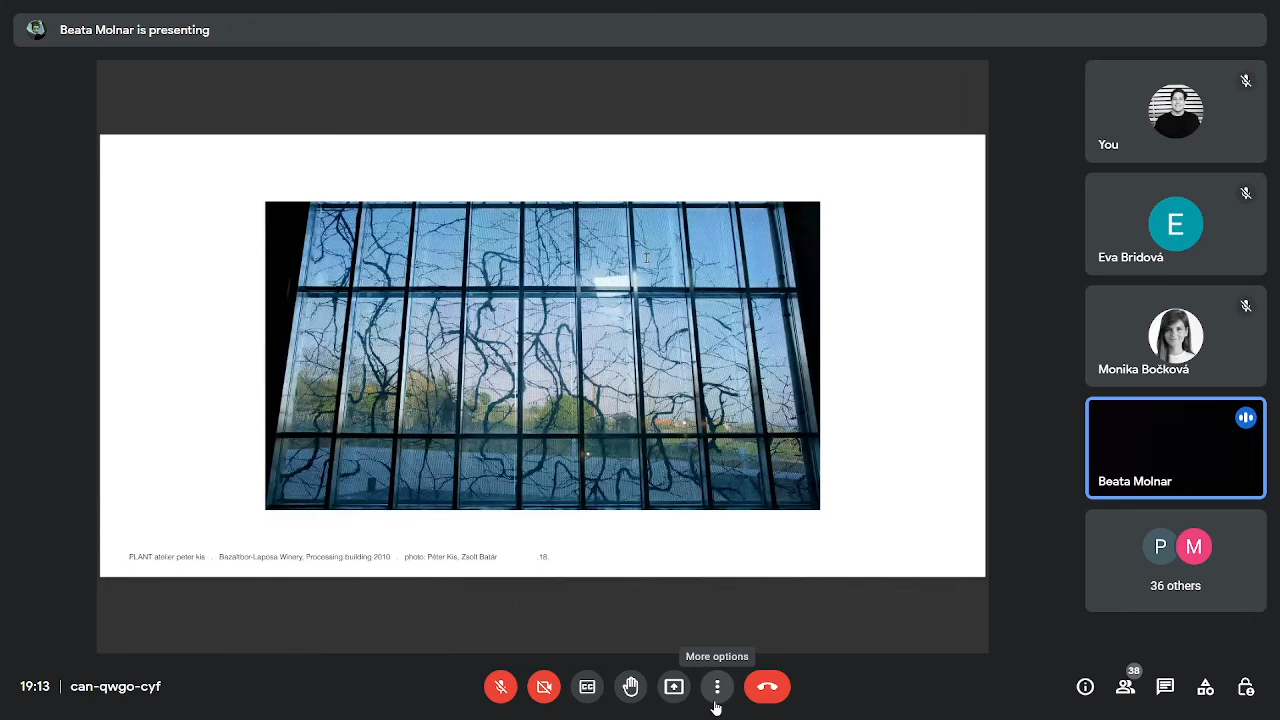 Beata Molnar is presenting
You
E
Eva Bridová
Monika Bočková
Beata Molnar
P M
36 others
PLANT atelier peter kis . Bazaltbor-Laposa Winery, Processing building 2010 . photo: Péter Kis, Zsolt Batár .18.
More options
19:13 | can-qwgo-cyf
CC
38